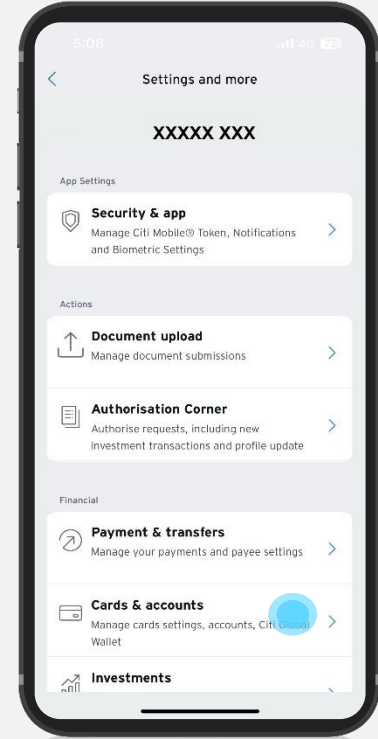 5:08 4G 72
Settings and more
XXXXX XXX
App Settings
Security & app
Manage Citi Mobile® Token, Notifications
and Biometric Settings
Actions
Document upload
Manage document submissions
Authorisation Corner
Authorise requests, including new
investment transactions and profile update
Financial
Payment & transfers
Manage your payments and payee settings
Cards & accounts
Manage cards settings, accounts, Citi Global
Wallet
Investments